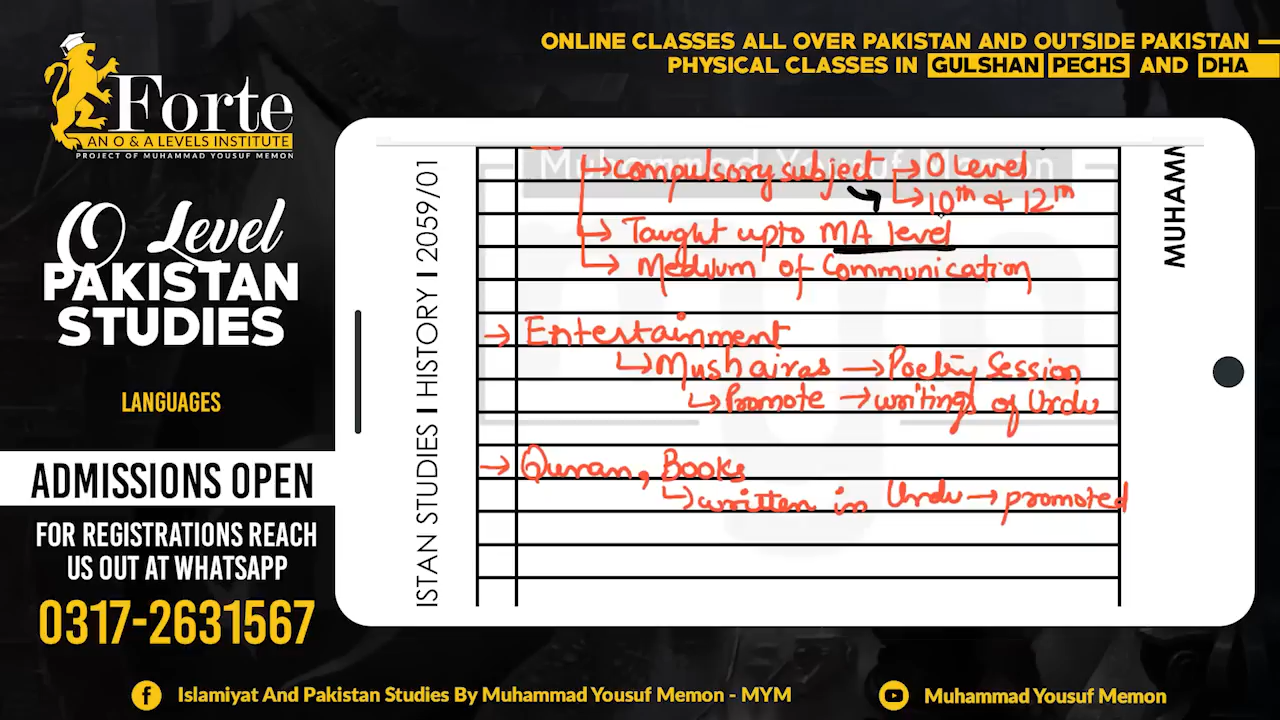 Forte
AN O & A LEVELS INSTITUTE
PROJECT OF MUHAMMAD YOUSUF MEMON
ONLINE CLASSES ALL OVER PAKISTAN AND OUTSIDE PAKISTAN
PHYSICAL CLASSES IN GULSHAN PECHS AND DHA
O Level
PAKISTAN
STUDIES
LANGUAGES
ADMISSIONS OPEN
FOR REGISTRATIONS REACH
US OUT AT WHATSAPP
0317-2631567
ISTAN STUDIES I HISTORY I 2059/01
MUHAMM
Muhammad Yousuf Memon
→ compulsory subject → O Level
→ 10th & 12th
→ Taught upto MA level
→ Medium of Communication
→ Entertainment
→ Mushairas → Poetry Session
→ Promote → writings of Urdu
→ Quran, Books
→ written in Urdu → promoted
Islamiyat And Pakistan Studies By Muhammad Yousuf Memon - MYM
Muhammad Yousuf Memon